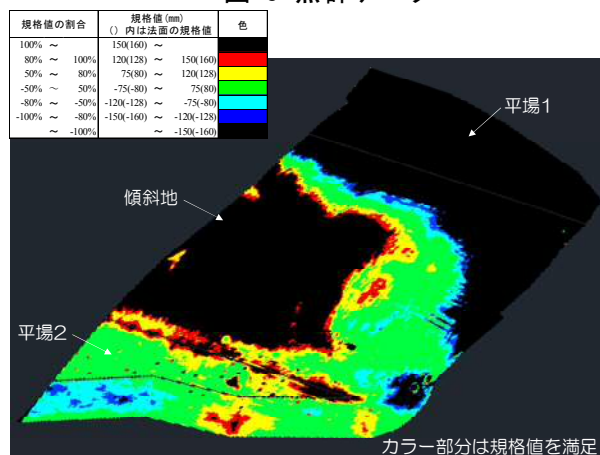 規格値の割合 規格値(mm) ()内は法面の規格値 色
100% ～ 150(160) ～
80% ～ 100% 120(128) ～ 150(160)
50% ～ 80% 75(80) ～ 120(128)
-50% ～ 50% -75(-80) ～ 75(80)
-80% ～ -50% -120(-128) ～ -75(-80)
-100% ～ -80% -150(-160) ～ -120(-128)
～ -100% ～ -150(-160)
平場1
傾斜地
平場2
カラー部分は規格値を満足